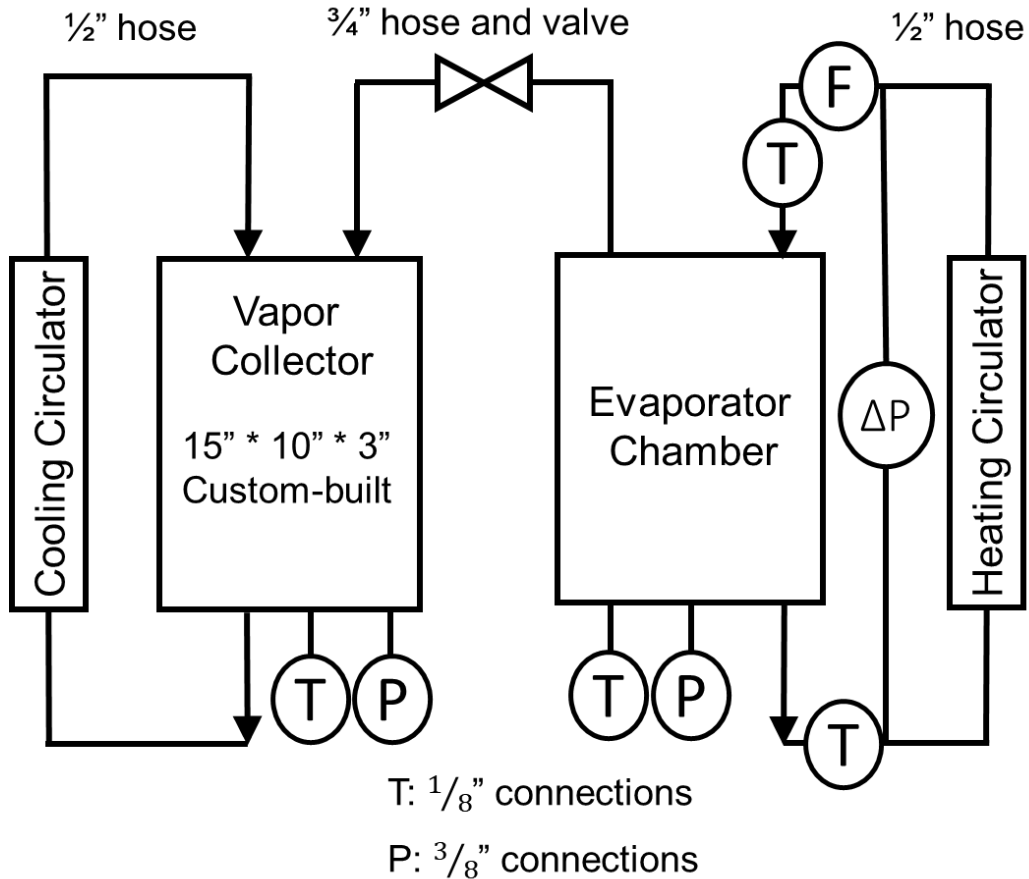 ½” hose
¾” hose and valve
½” hose
F
T
Cooling Circulator
Vapor
Collector
15” * 10” * 3”
Custom-built
Evaporator
Chamber
ΔP
Heating Circulator
T
P
T
P
T
T: 1/8” connections
P: 3/8” connections